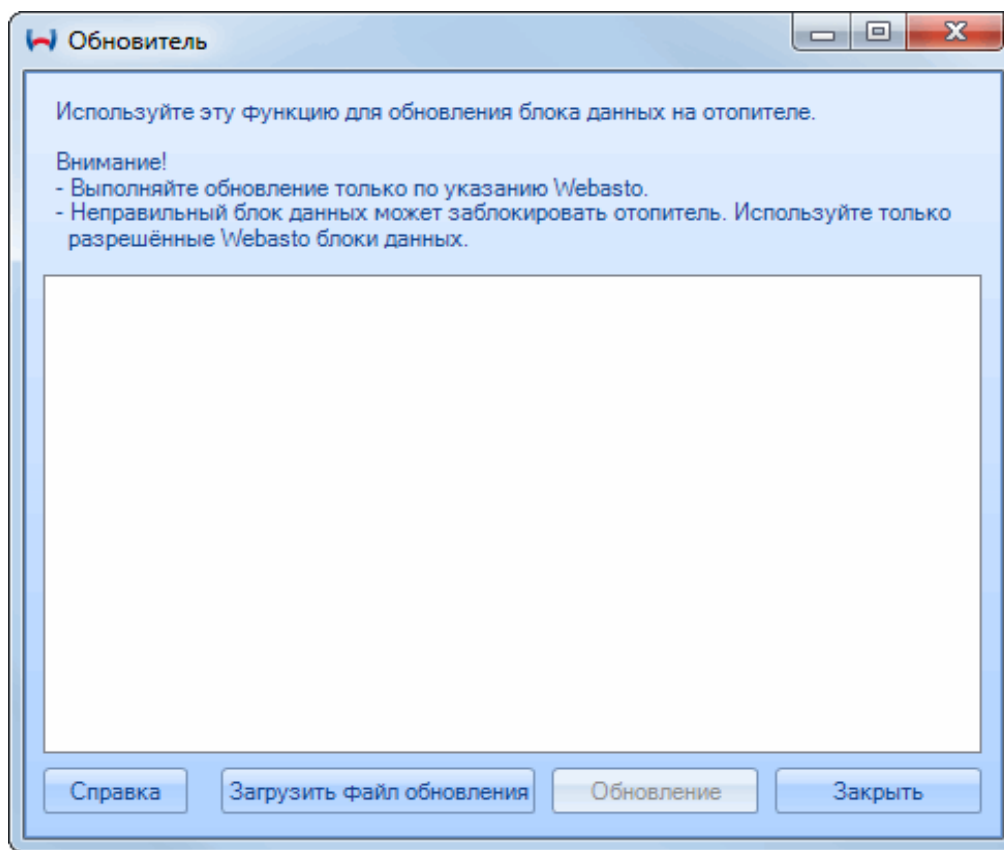 Обновитель
Используйте эту функцию для обновления блока данных на отопителе.
Внимание!
- Выполняйте обновление только по указанию Webasto.
- Неправильный блок данных может заблокировать отопитель. Используйте только
разрешённые Webasto блоки данных.
Справка
Загрузить файл обновления
Обновление
Закрыть